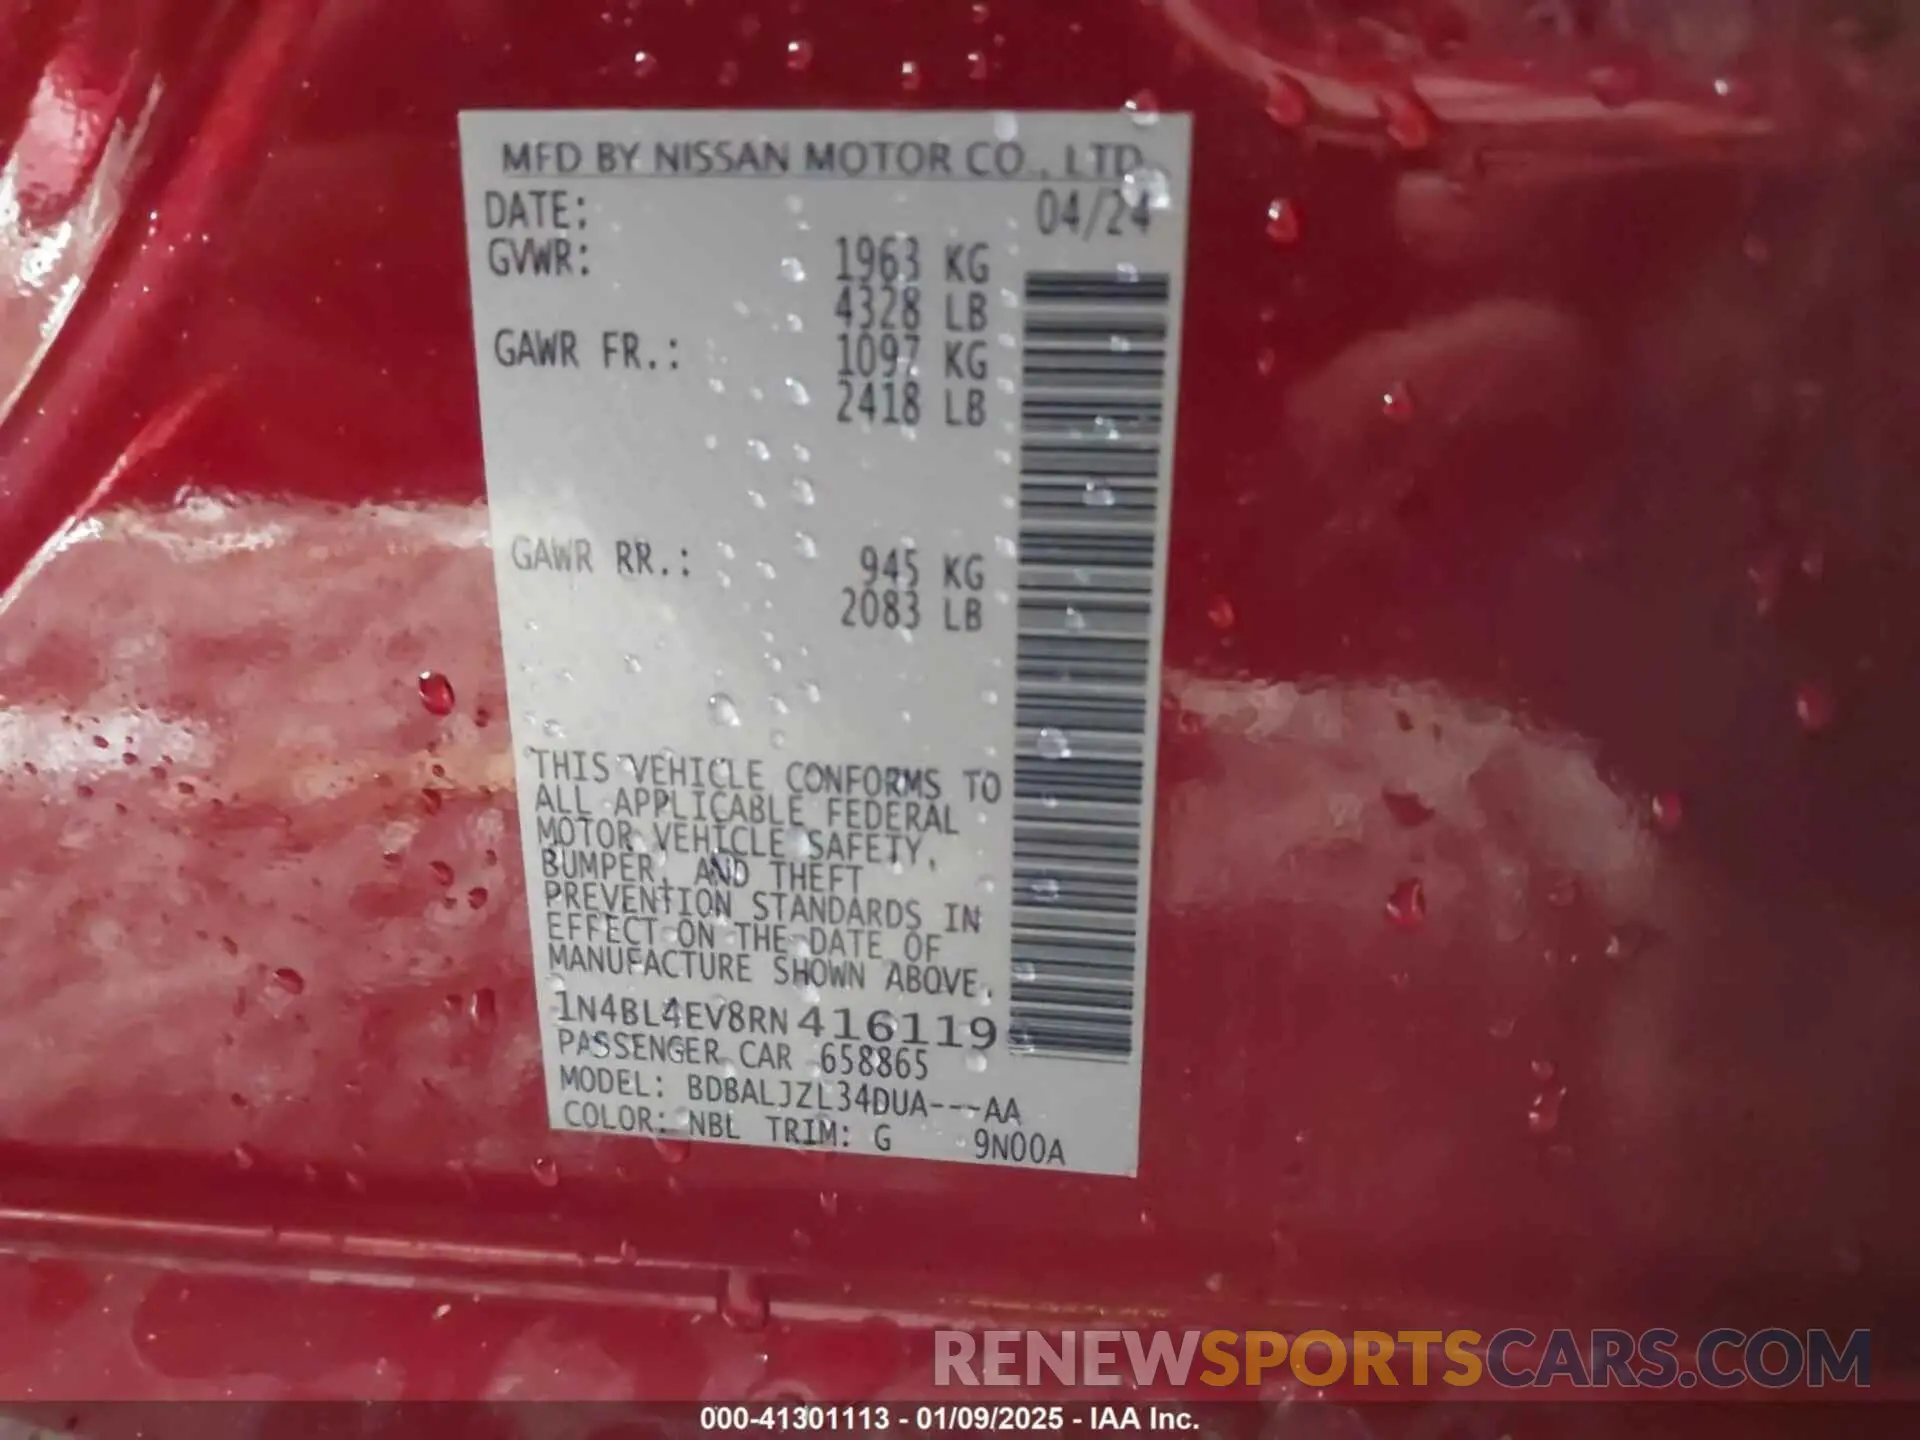 MFD BY NISSAN MOTOR CO., LTD.
DATE: 04/24
GVWR: 1963 KG
4328 LB
GAWR FR.: 1097 KG
2418 LB
GAWR RR.: 945 KG
2083 LB
THIS VEHICLE CONFORMS TO
ALL APPLICABLE FEDERAL
MOTOR VEHICLE SAFETY,
BUMPER, AND THEFT
PREVENTION STANDARDS IN
EFFECT ON THE DATE OF
MANUFACTURE SHOWN ABOVE.
1N4BL4EV8RN416119
PASSENGER CAR 658865
MODEL: BDBALJZL34DUA---AA
COLOR: NBL TRIM: G 9N00A
RENEWSPORTSCARS.COM
000-41301113 - 01/09/2025 - IAA Inc.